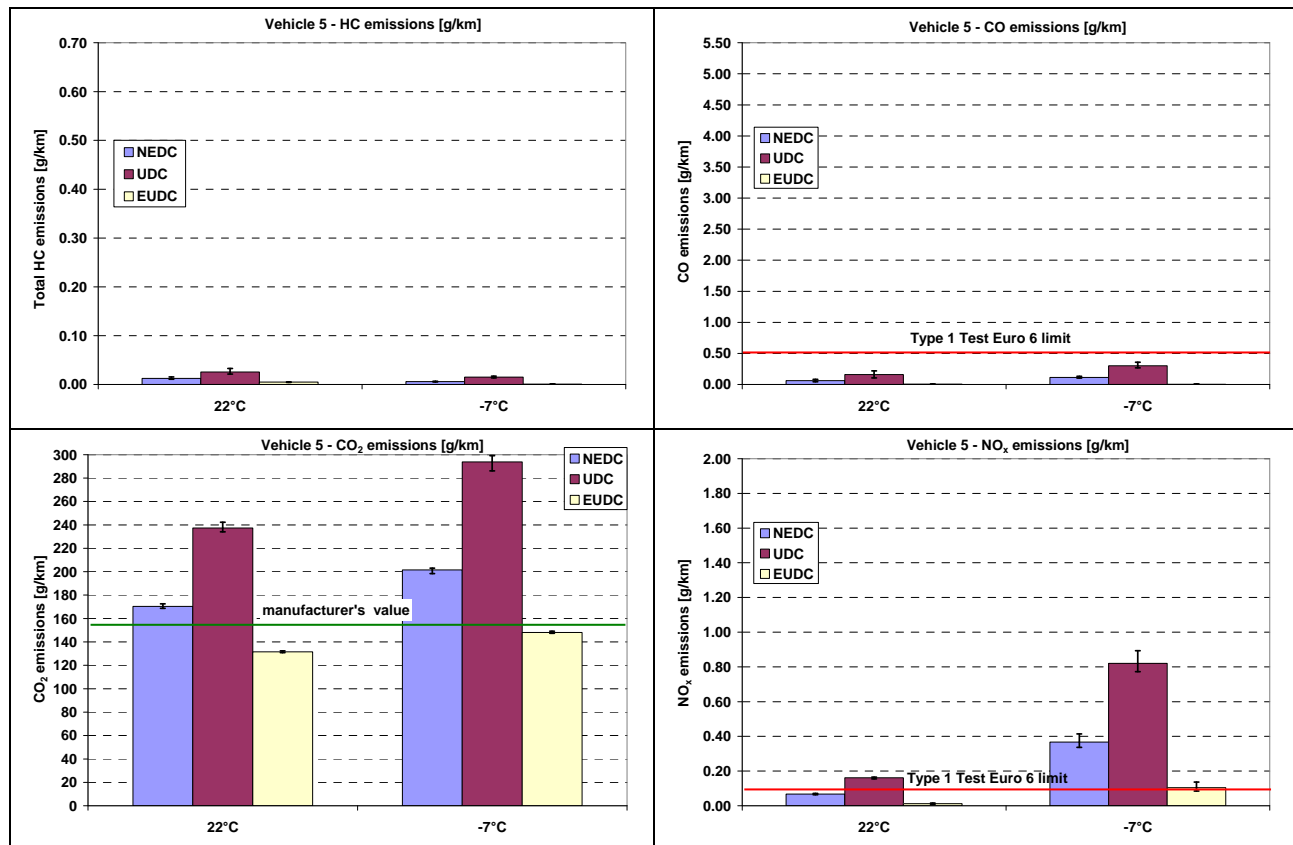 Vehicle 5 - HC emissions [g/km]
Total HC emissions [g/km]
0.70
0.60
0.50
0.40
0.30
0.20
0.10
0.00
NEDC
UDC
EUDC
22°C
-7°C
Vehicle 5 - CO emissions [g/km]
CO emissions [g/km]
5.50
5.00
4.50
4.00
3.50
3.00
2.50
2.00
1.50
1.00
0.50
0.00
NEDC
UDC
EUDC
Type 1 Test Euro 6 limit
22°C
-7°C
Vehicle 5 - CO₂ emissions [g/km]
CO₂ emissions [g/km]
300
280
260
240
220
200
180
160
140
120
100
80
60
40
20
0
NEDC
UDC
EUDC
manufacturer's value
22°C
-7°C
Vehicle 5 - NOₓ emissions [g/km]
NOₓ emissions [g/km]
2.00
1.80
1.60
1.40
1.20
1.00
0.80
0.60
0.40
0.20
0.00
NEDC
UDC
EUDC
Type 1 Test Euro 6 limit
22°C
-7°C